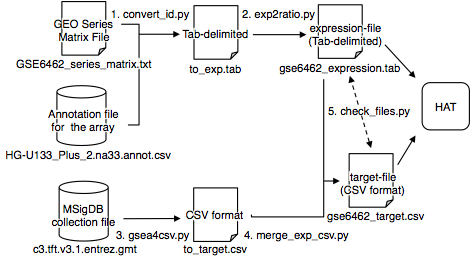 GEO Series
Matrix File
GSE6462_series_matrix.txt
1. convert_id.py
Tab-delimited
to_exp.tab
2. exp2ratio.py
expression-file
(Tab-delimited)
gse6462_expression.tab
Annotation file
for the array
HG-U133_Plus_2.na33.annot.csv
5. check_files.py
HAT
MSigDB
collection file
c3.tft.v3.1.entrez.gmt
3. gsea4csv.py
CSV format
to_target.csv
4. merge_exp_csv.py
target-file
(CSV format)
gse6462_target.csv